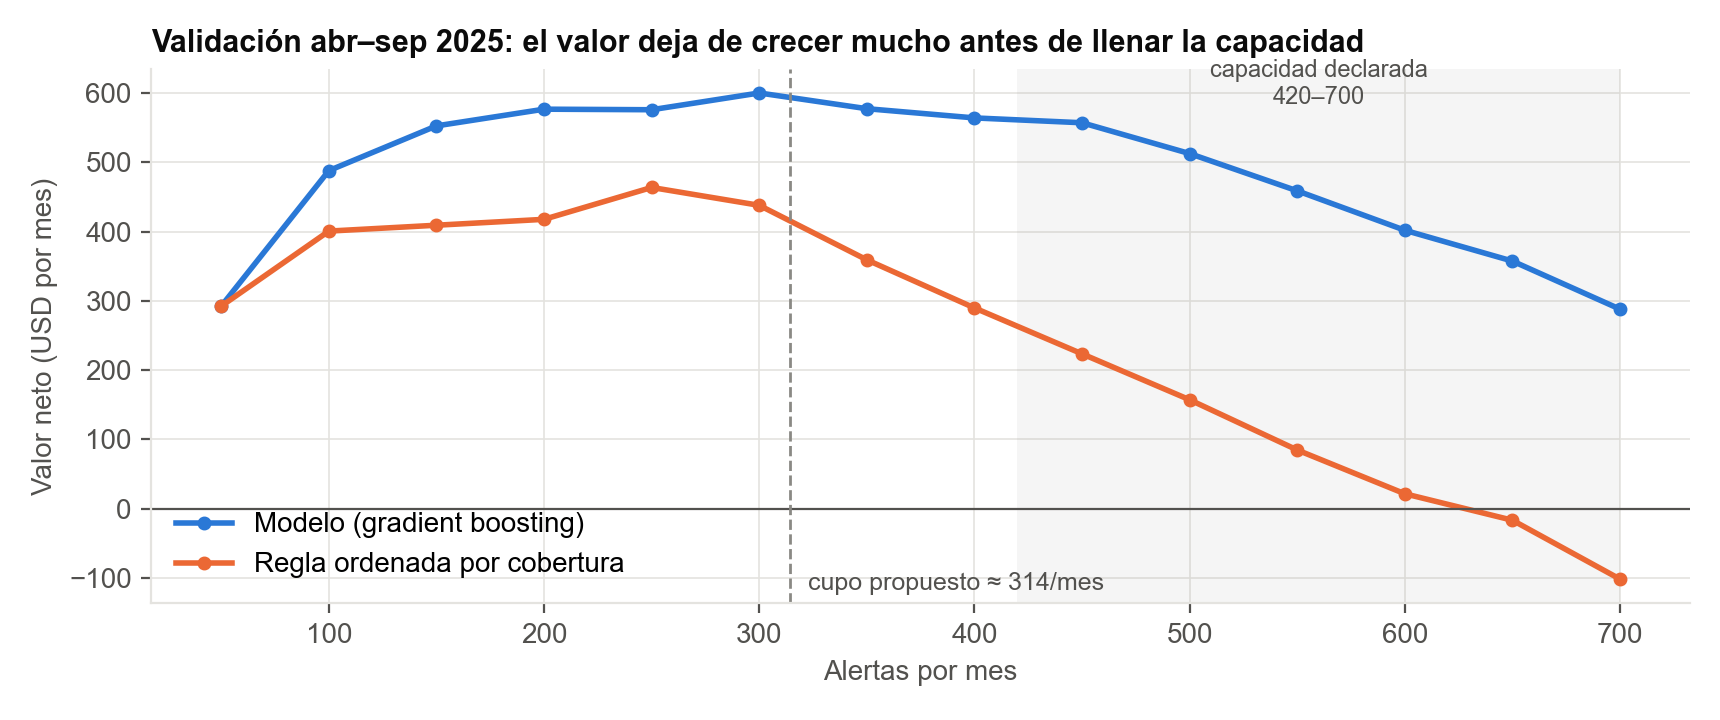 Validación abr–sep 2025: el valor deja de crecer mucho antes de llenar la capacidad
capacidad declarada
420–700
600
500
400
300
200
100
0
−100
Valor neto (USD por mes)
Modelo (gradient boosting)
Regla ordenada por cobertura
cupo propuesto ≈ 314/mes
100 200 300 400 500 600 700
Alertas por mes